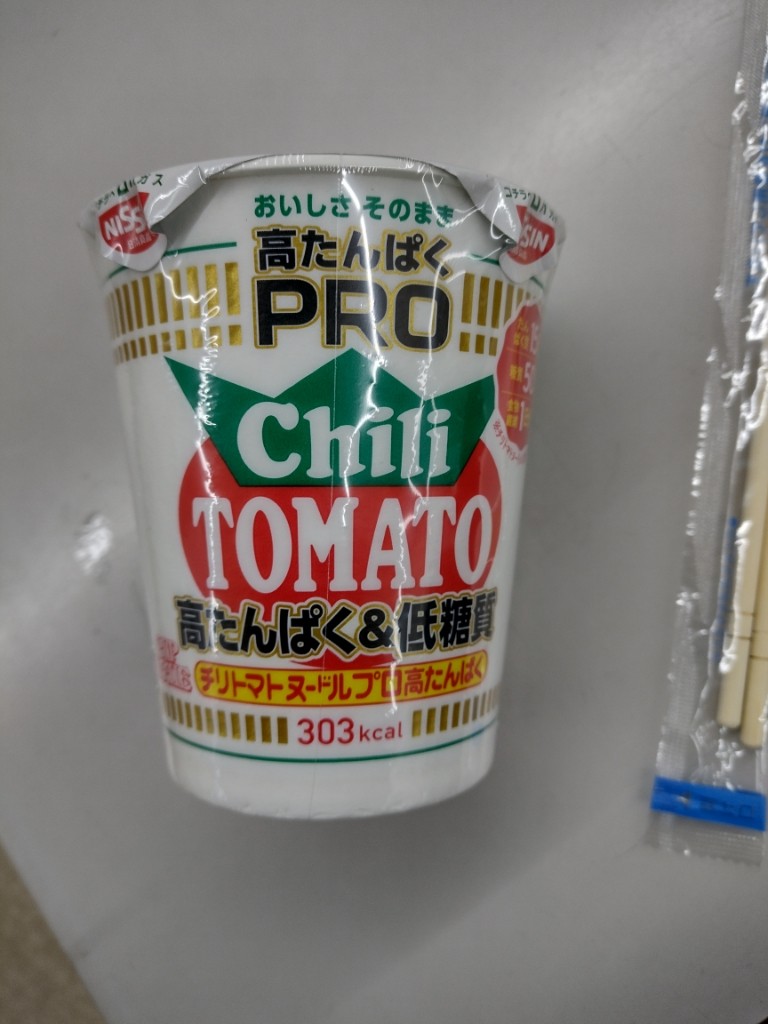 NISS
SIN
おいしさ そのまま
高たんぱく
PRO
Chili
TOMATO
高たんぱく&低糖質
チリトマト ヌードルプロ高たんぱく
303kcal